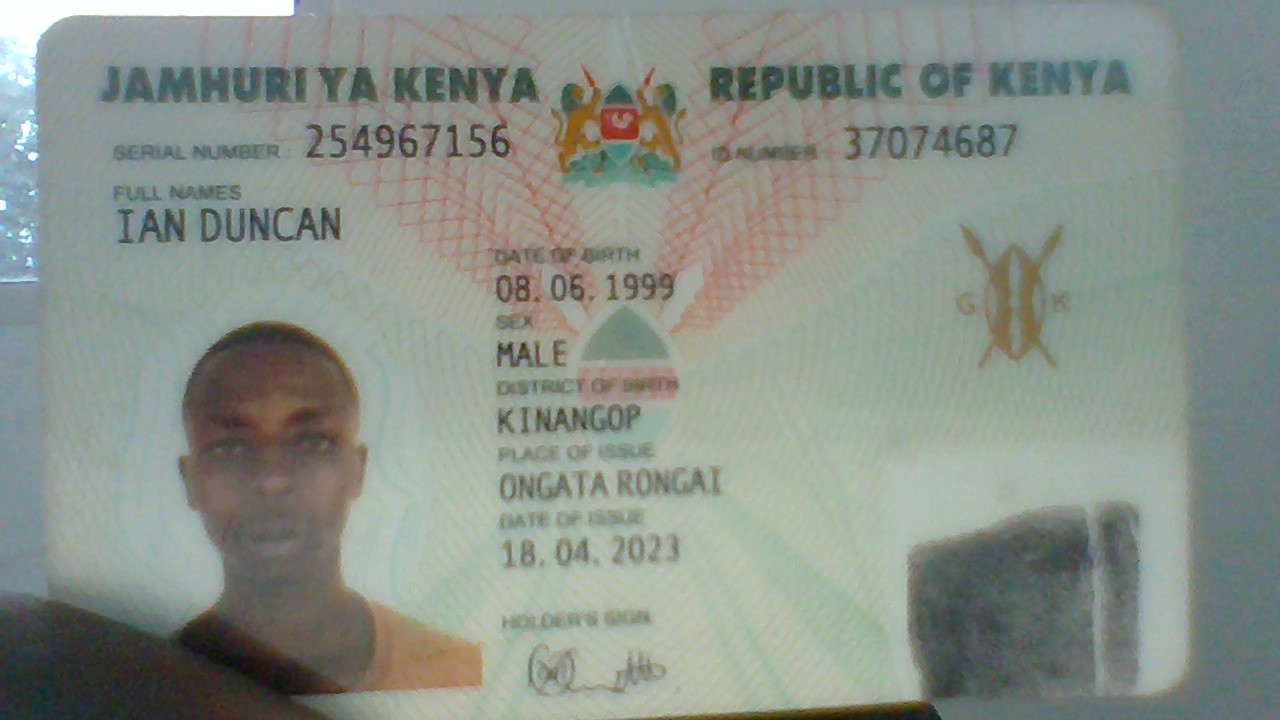 JAMHURI YA KENYA REPUBLIC OF KENYA
SERIAL NUMBER : 254967156 ID NUMBER 37074687
FULL NAMES
IAN DUNCAN
DATE OF BIRTH
08. 06. 1999
SEX
MALE
DISTRICT OF BIRTH
KINANGOP
PLACE OF ISSUE
ONGATA RONGAI
DATE OF ISSUE
18. 04. 2023
HOLDER'S SIGN.
G K